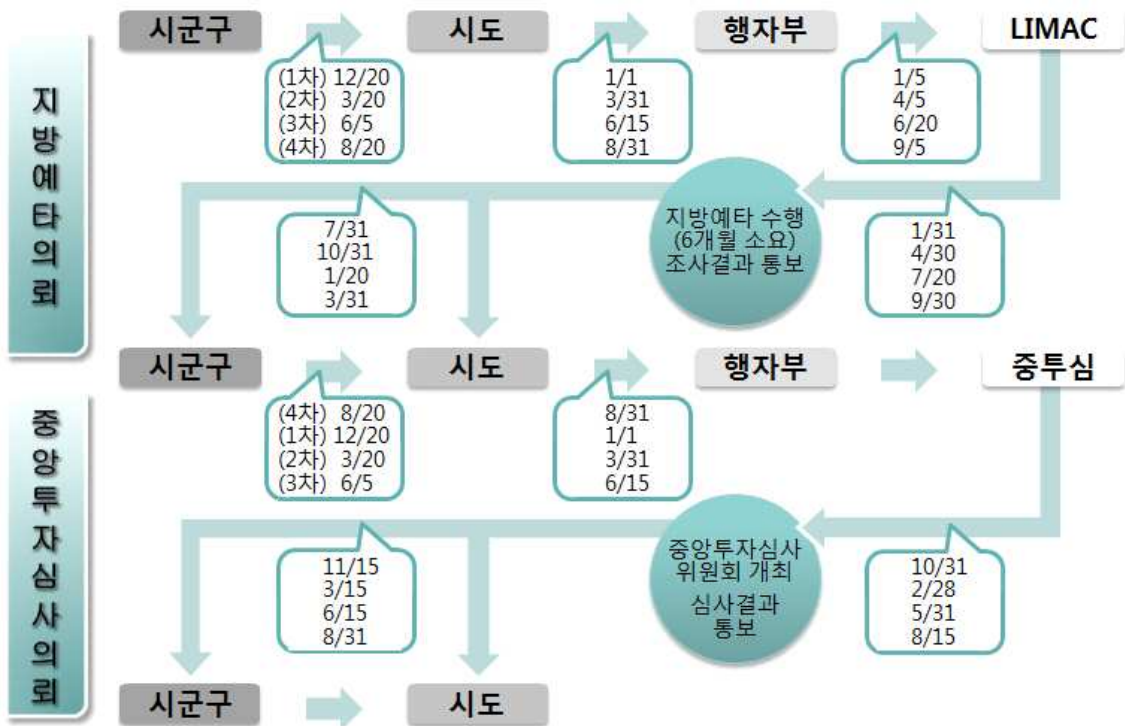 시군구
시도
행자부
LIMAC
지방예타의뢰
(1차) 12/20
(2차) 3/20
(3차) 6/5
(4차) 8/20
1/1
3/31
6/15
8/31
1/5
4/5
6/20
9/5
7/31
10/31
1/20
3/31
지방예타 수행
(6개월 소요)
조사결과 통보
1/31
4/30
7/20
9/30
시군구
시도
행자부
중투심
중앙투자심사의뢰
(4차) 8/20
(1차) 12/20
(2차) 3/20
(3차) 6/5
8/31
1/1
3/31
6/15
11/15
3/15
6/15
8/31
중앙투자심사
위원회 개최
심사결과
통보
10/31
2/28
5/31
8/15
시군구
시도